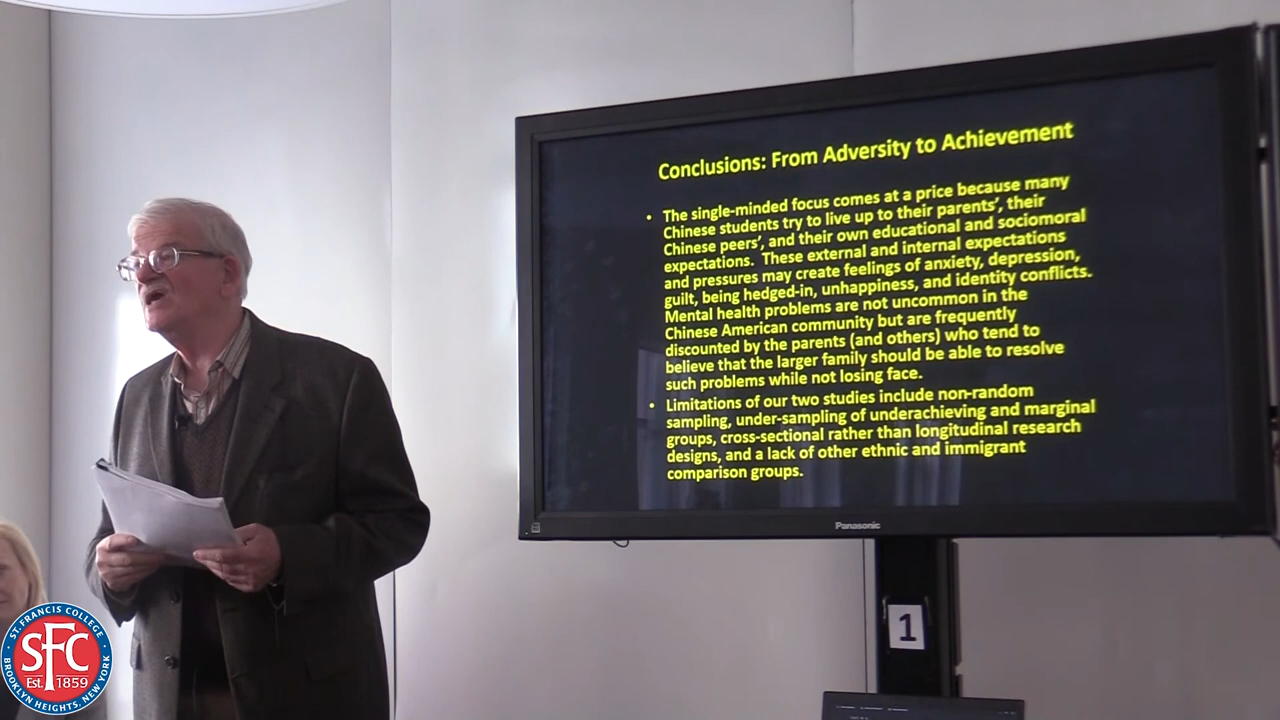 Conclusions: From Adversity to Achievement
• The single-minded focus comes at a price because many
Chinese students try to live up to their parents', their
Chinese peers', and their own educational and sociomoral
expectations. These external and internal expectations
and pressures may create feelings of anxiety, depression,
guilt, being hedged-in, unhappiness, and identity conflicts.
Mental health problems are not uncommon in the
Chinese American community but are frequently
discounted by the parents (and others) who tend to
believe that the larger family should be able to resolve
such problems while not losing face.
• Limitations of our two studies include non-random
sampling, under-sampling of underachieving and marginal
groups, cross-sectional rather than longitudinal research
designs, and a lack of other ethnic and immigrant
comparison groups.
Panasonic
1
ST. FRANCIS COLLEGE
SFC
EST. 1859
BROOKLYN HEIGHTS, NEW YORK